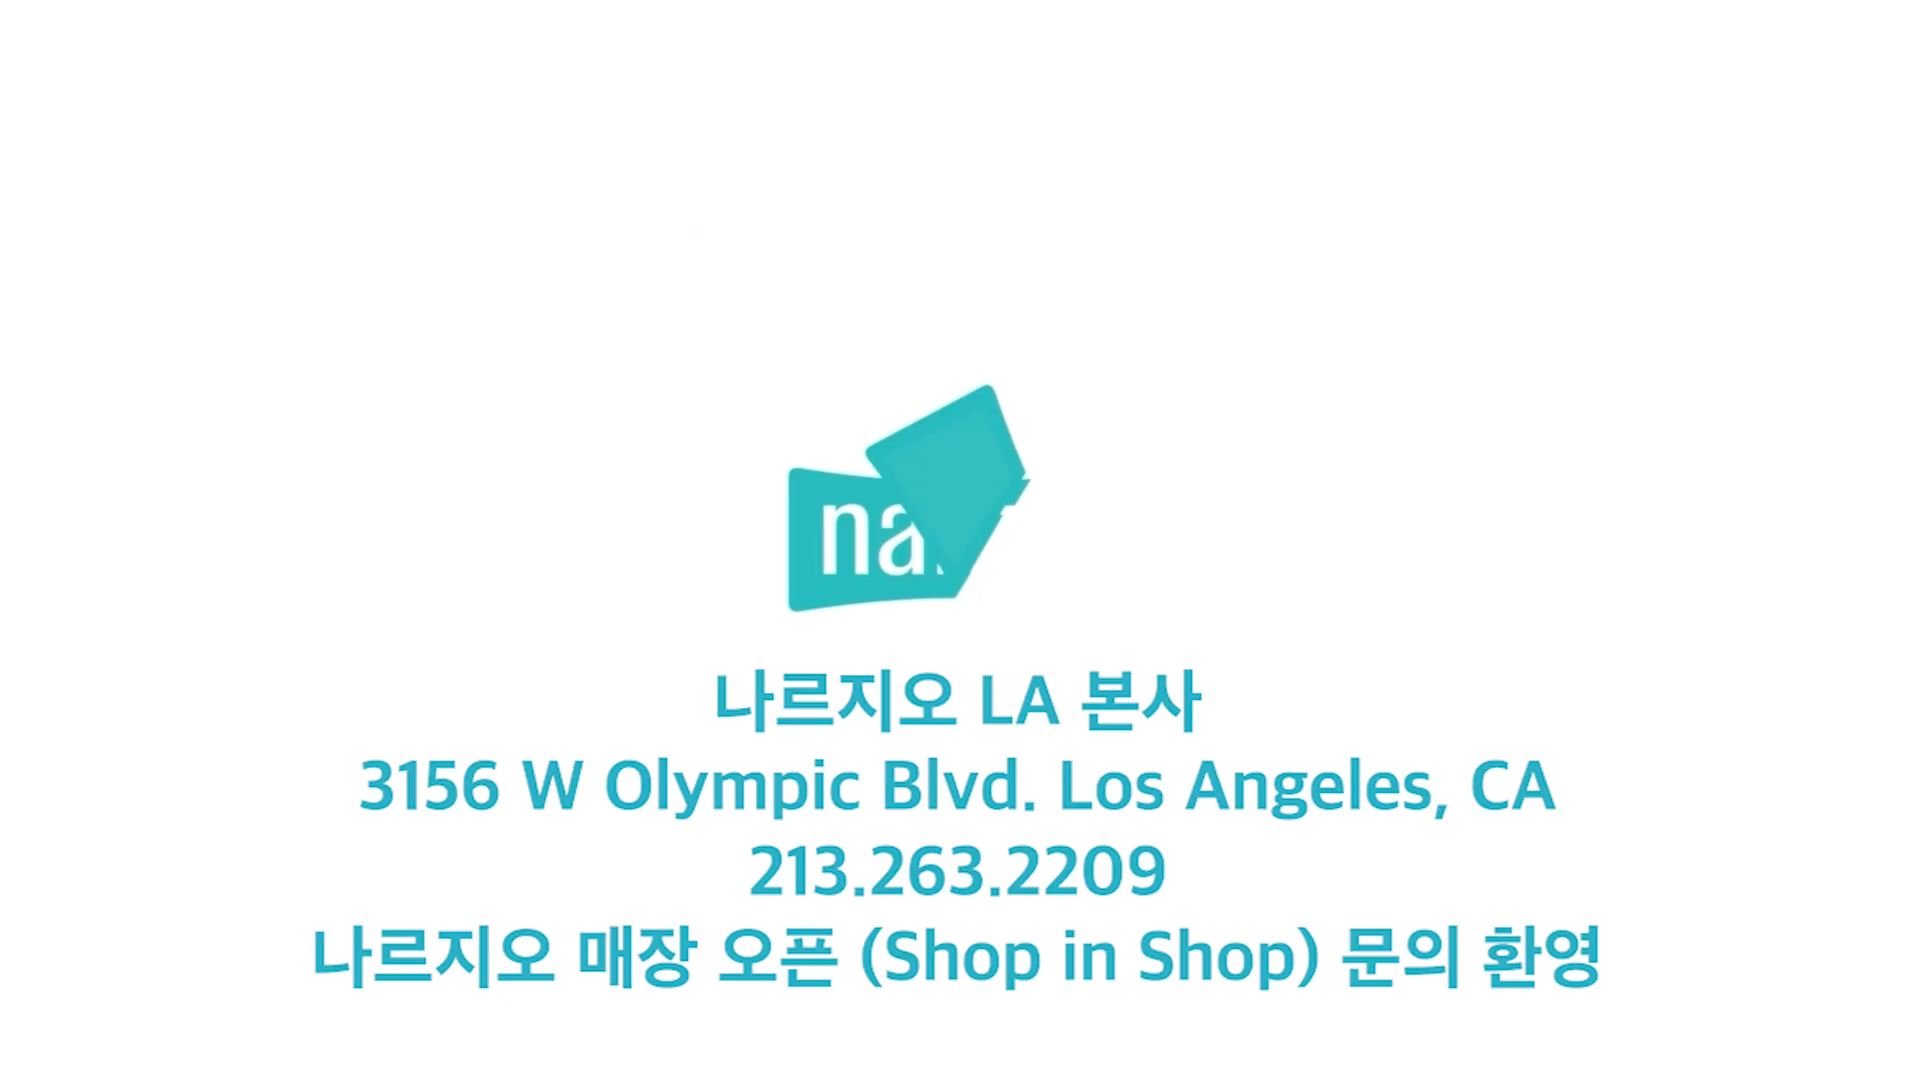 na
나르지오 LA 본사
3156 W Olympic Blvd. Los Angeles, CA
213.263.2209
나르지오 매장 오픈 (Shop in Shop) 문의 환영